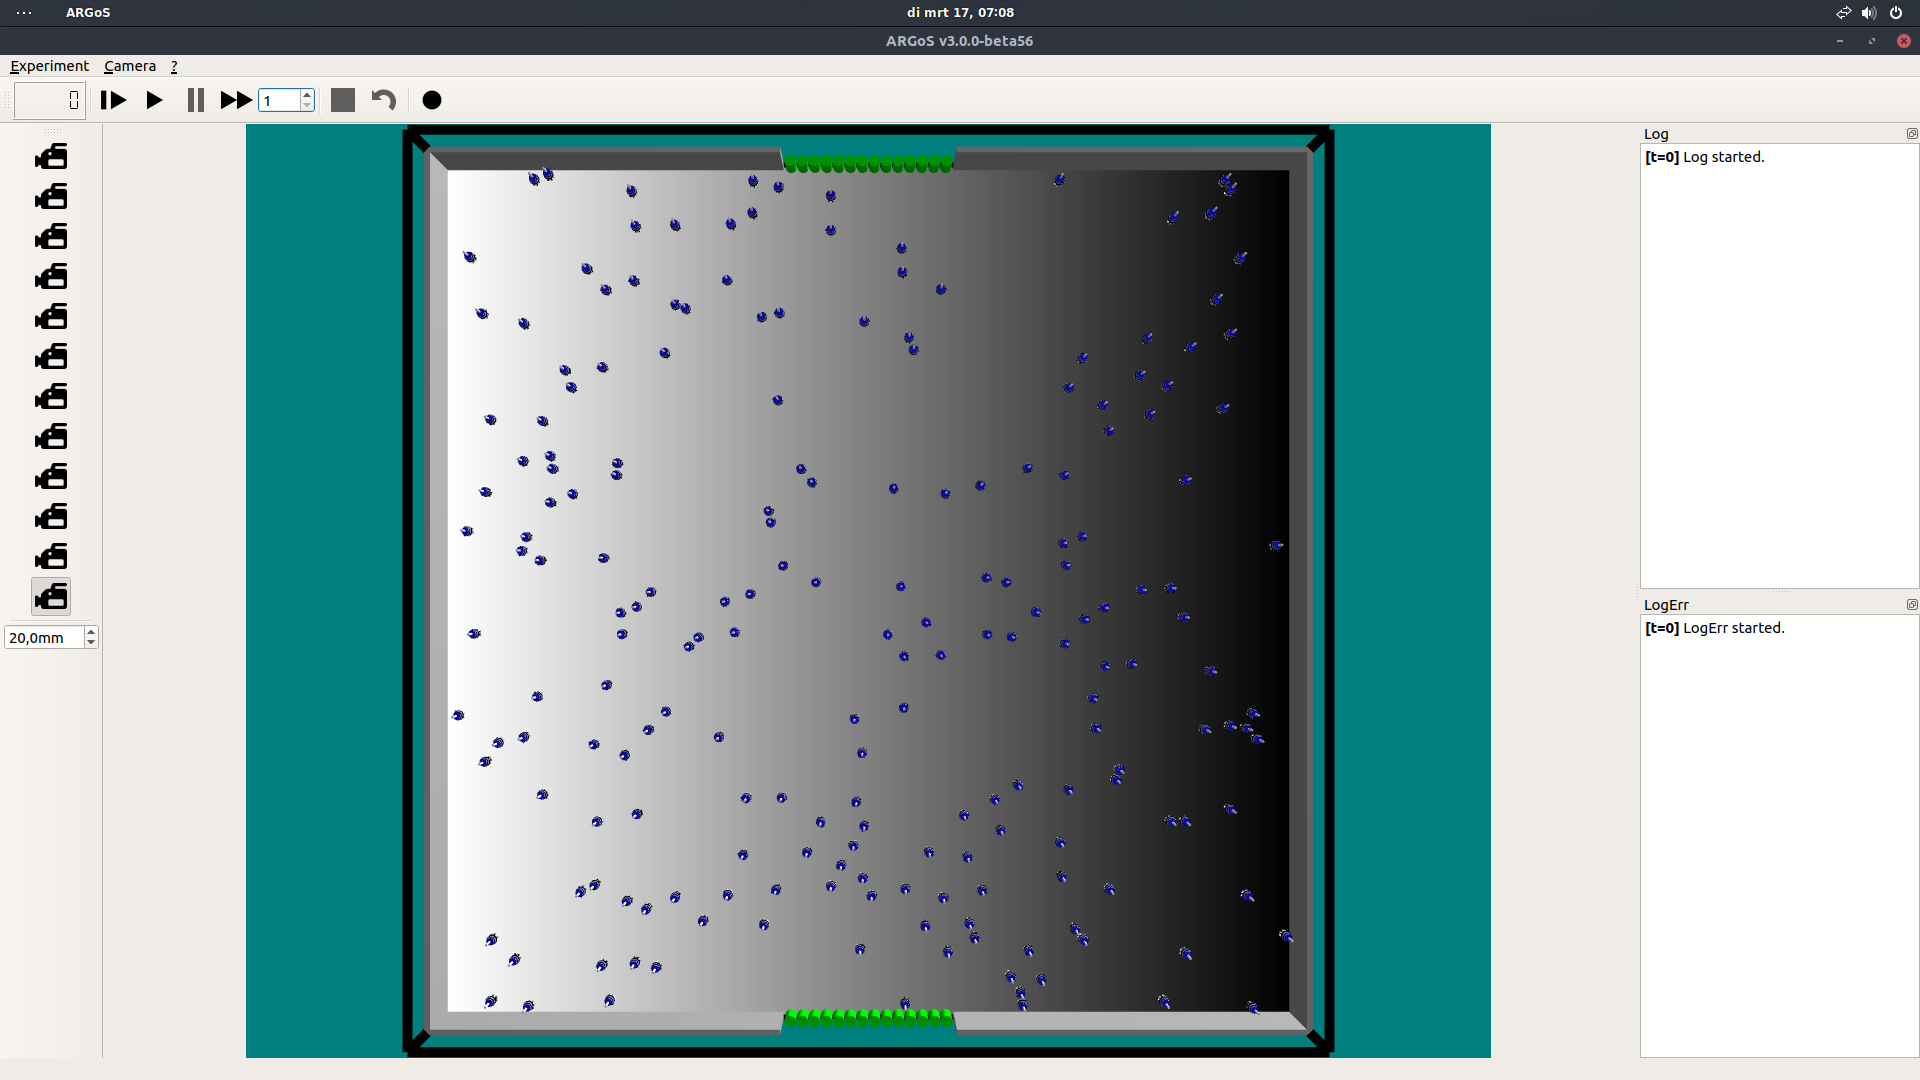 ··· ARGoS di mrt 17, 07:08
ARGoS v3.0.0-beta56
Experiment Camera ?
0 1
Log
[t=0] Log started.
LogErr
[t=0] LogErr started.
20,0mm